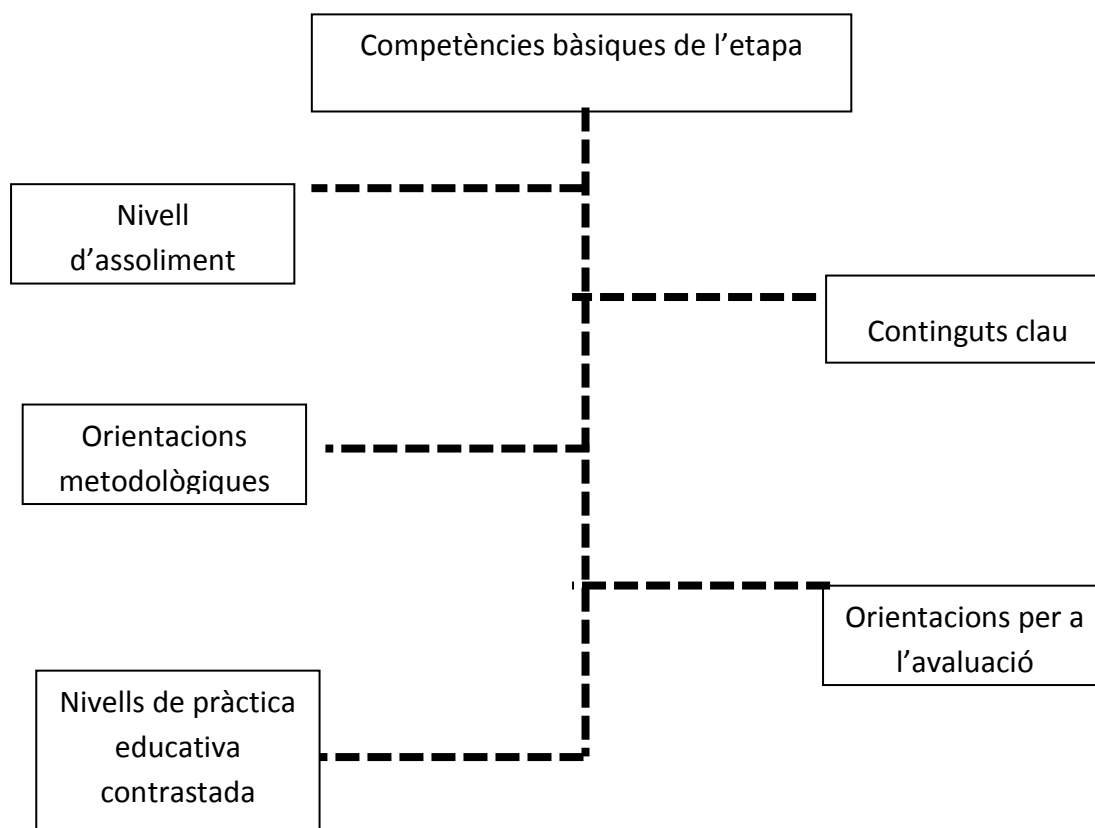 Competències bàsiques de l’etapa
Nivell
d’assoliment
Continguts clau
Orientacions
metodològiques
Orientacions per a
l’avaluació
Nivells de pràctica
educativa
contrastada